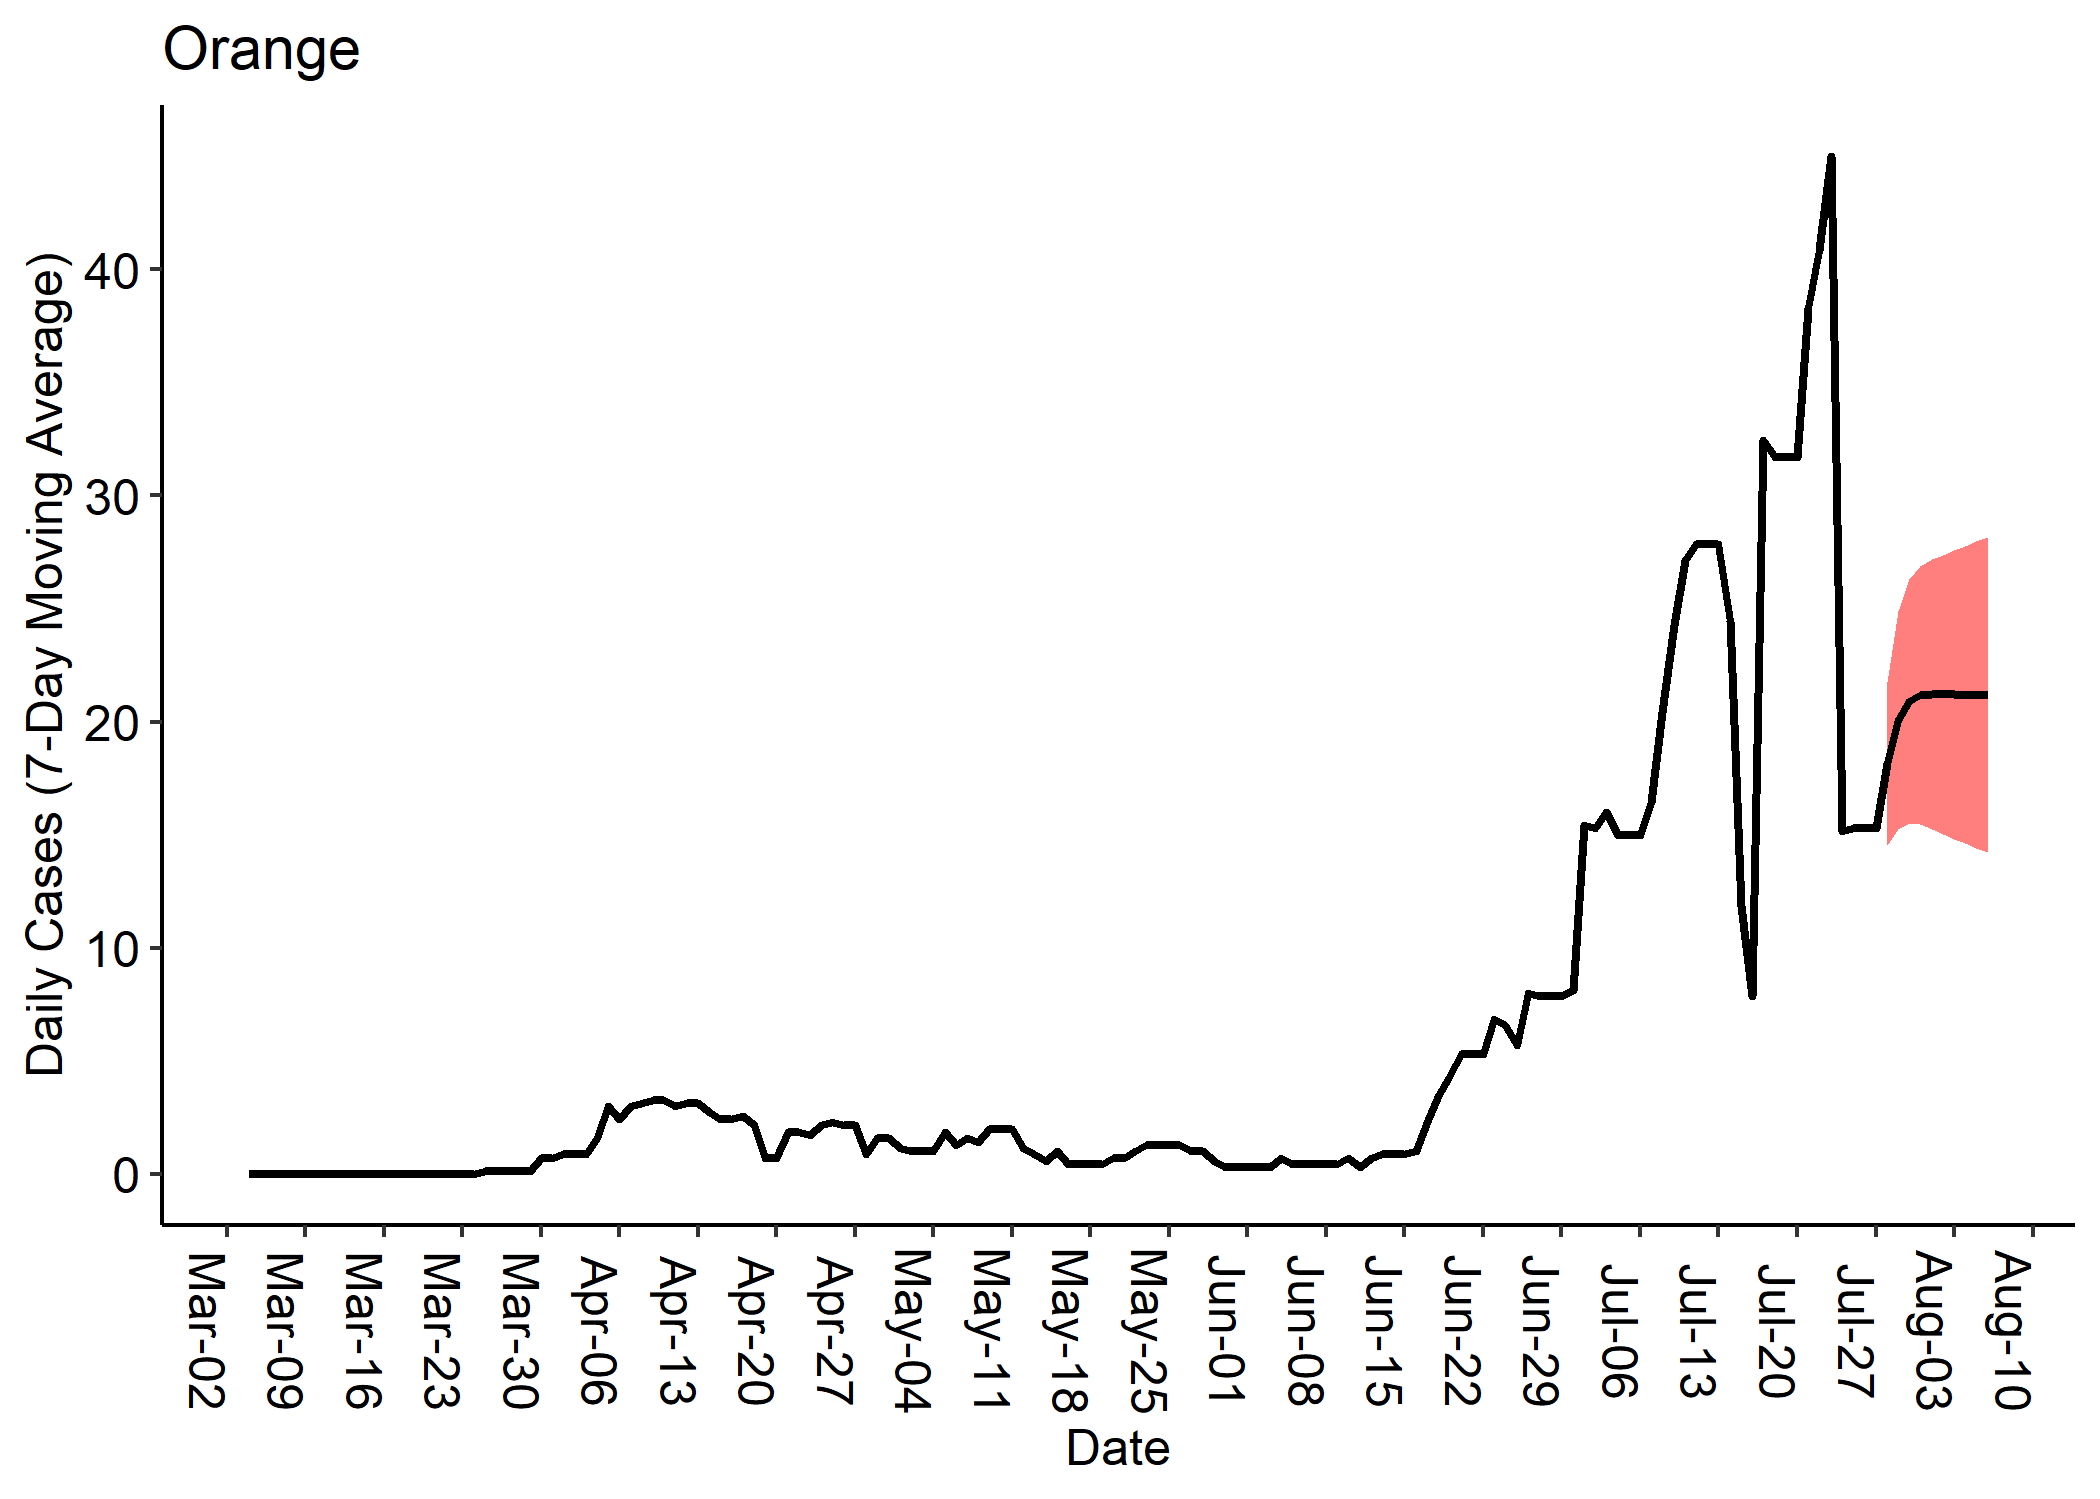 Orange
Daily Cases (7-Day Moving Average)
40
30
20
10
0
Mar-02
Mar-09
Mar-16
Mar-23
Mar-30
Apr-06
Apr-13
Apr-20
Apr-27
May-04
May-11
May-18
May-25
Jun-01
Jun-08
Jun-15
Jun-22
Jun-29
Jul-06
Jul-13
Jul-20
Jul-27
Aug-03
Aug-10
Date